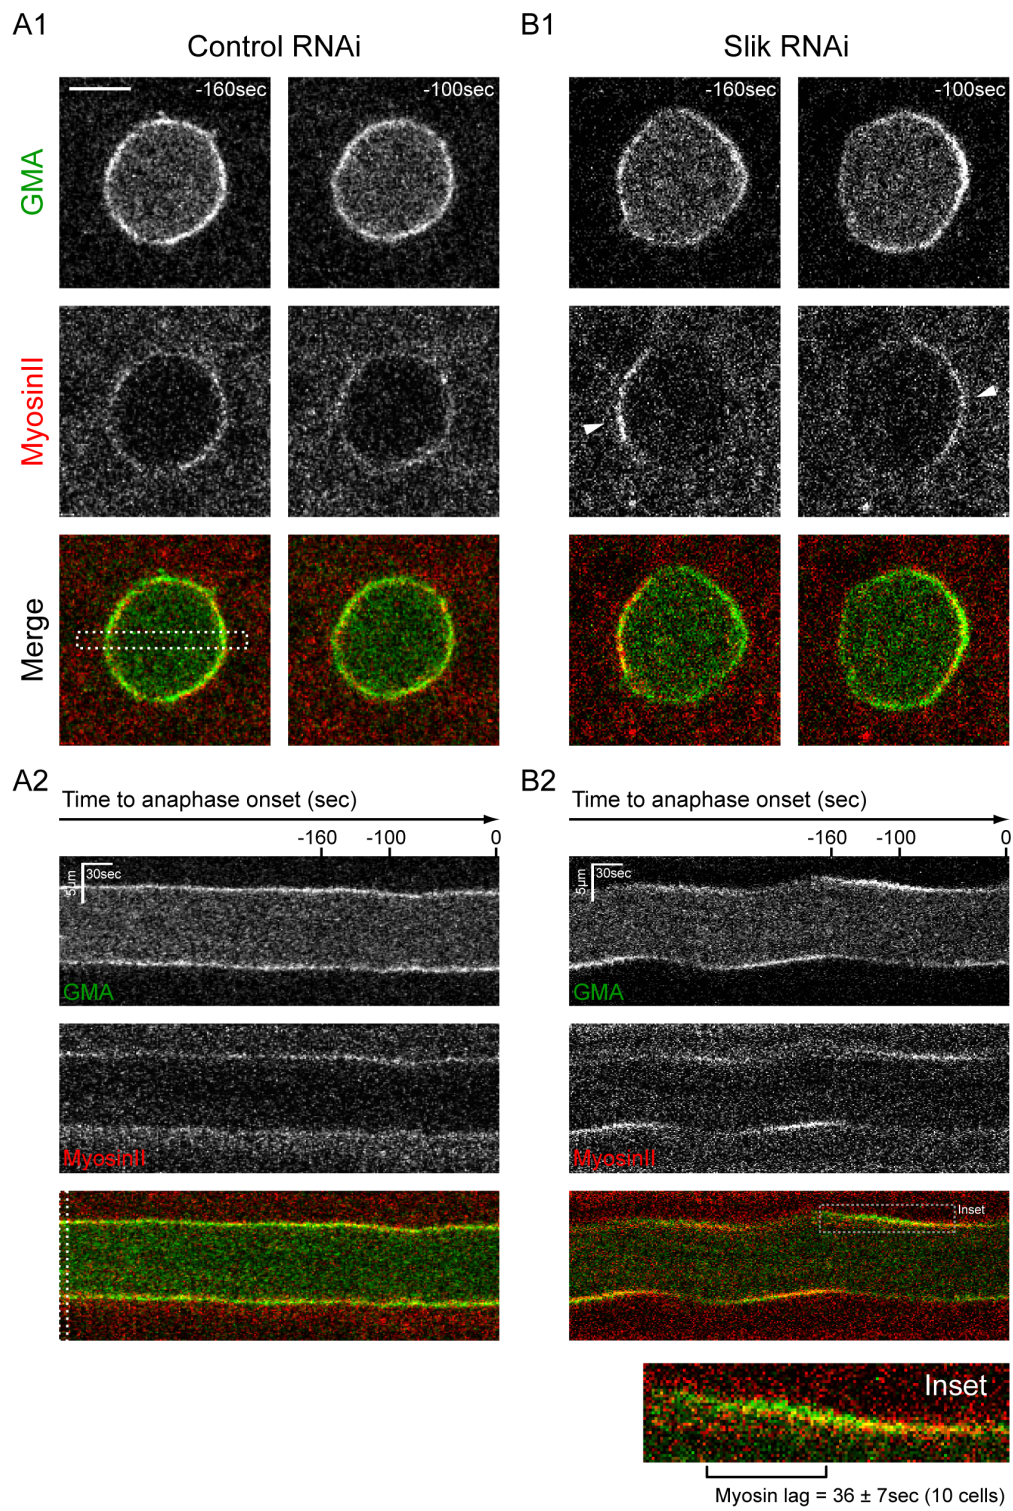 A1
B1
Control RNAi
Slik RNAi
-160sec
-100sec
-160sec
-100sec
GMA
MyosinII
Merge
A2
B2
Time to anaphase onset (sec)
Time to anaphase onset (sec)
-160
-100
0
-160
-100
0
5µm
30sec
5µm
30sec
GMA
GMA
MyosinII
MyosinII
Inset
Inset
Myosin lag = 36 ± 7sec (10 cells)